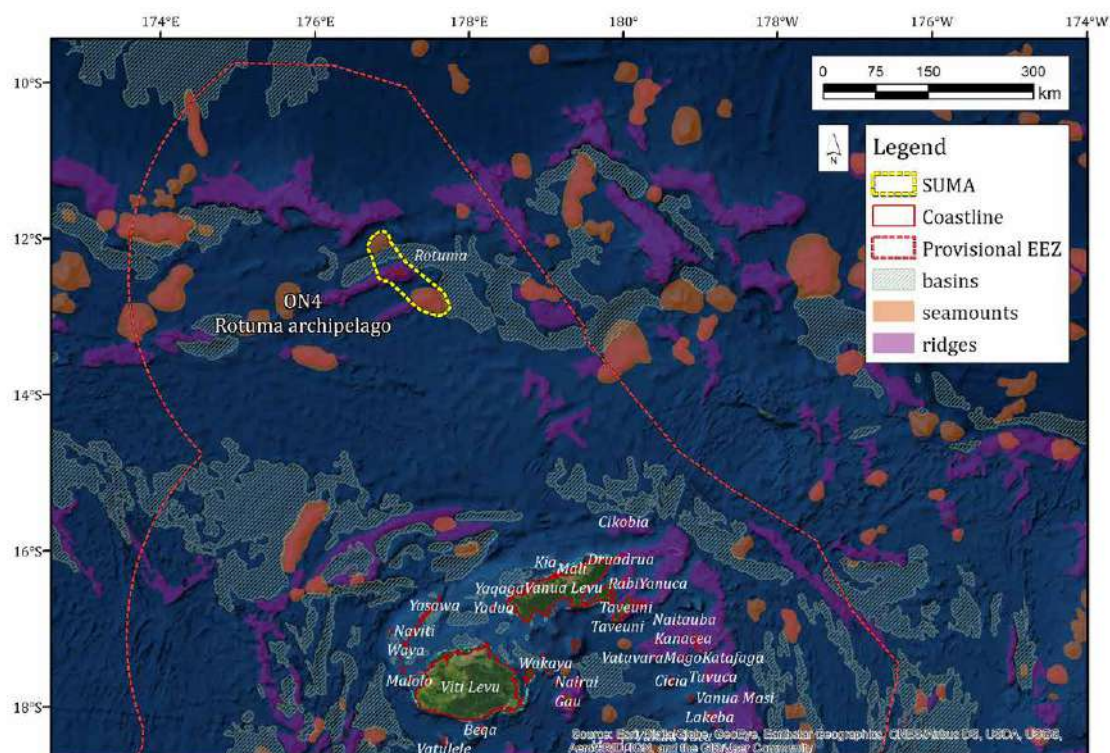 174°E 176°E 178°E 180° 178°W 176°W 174°W
10°S
12°S
14°S
16°S
18°S
0 75 150 300
km
N
Legend
SUMA
Coastline
Provisional EEZ
basins
seamounts
ridges
Rotuma
ON4
Rotuma archipelago
Cikobia
Kia
Mali
Druadrua
Yaqaga
Vanua Levu
Rabi
Yanuca
Yadua
Yasawa
Taveuni
Taveuni
Naitauba
Naviti
Kanacea
Waya
Yatuvara
Mago
Katafaga
Wakaya
Malolo
Viti Levu
Nairai
Cicia
Tuvuca
Gau
Vanua Masi
Lakeba
Beqa
Vatulele